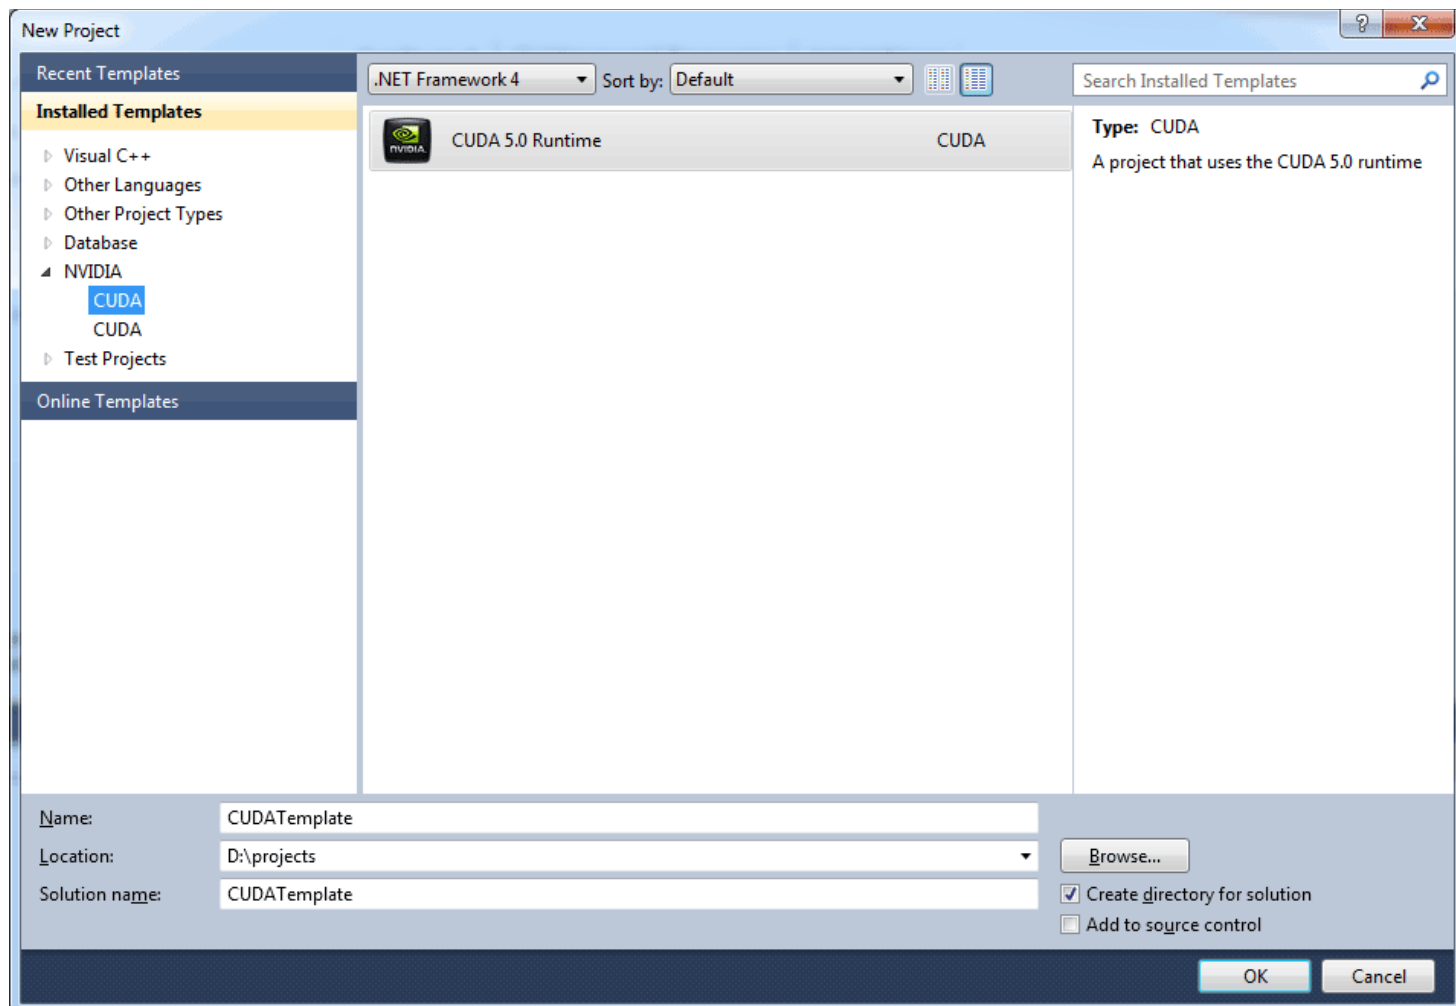 New Project
Recent Templates
Installed Templates
Visual C++
Other Languages
Other Project Types
Database
NVIDIA
CUDA
CUDA
Test Projects
Online Templates
.NET Framework 4 Sort by: Default
Search Installed Templates
NVIDIA. CUDA 5.0 Runtime CUDA
Type: CUDA
A project that uses the CUDA 5.0 runtime
Name: CUDATemplate
Location: D:\projects Browse...
Solution name: CUDATemplate
Create directory for solution
Add to source control
OK Cancel